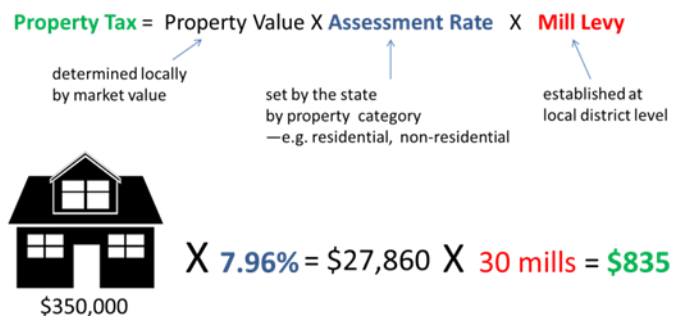 Property Tax = Property Value X Assessment Rate X Mill Levy
determined locally
by market value
set by the state
by property category
—e.g. residential, non-residential
established at
local district level
X 7.96% = $27,860 X 30 mills = $835
$350,000